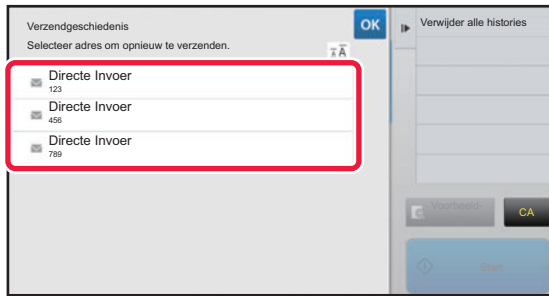 Verzendgeschiedenis
OK
Verwijder alle histories
Selecteer adres om opnieuw te verzenden.
A A
Directe Invoer
123
Directe Invoer
456
Directe Invoer
789
Voorbeeld-
CA
Start